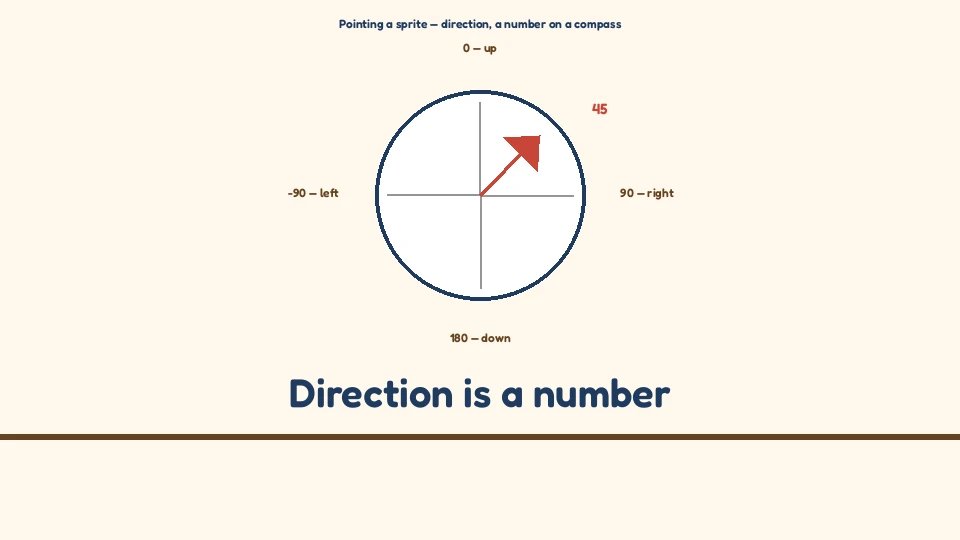 Pointing a sprite — direction, a number on a compass
0 — up
45
-90 — left
90 — right
180 — down
Direction is a number